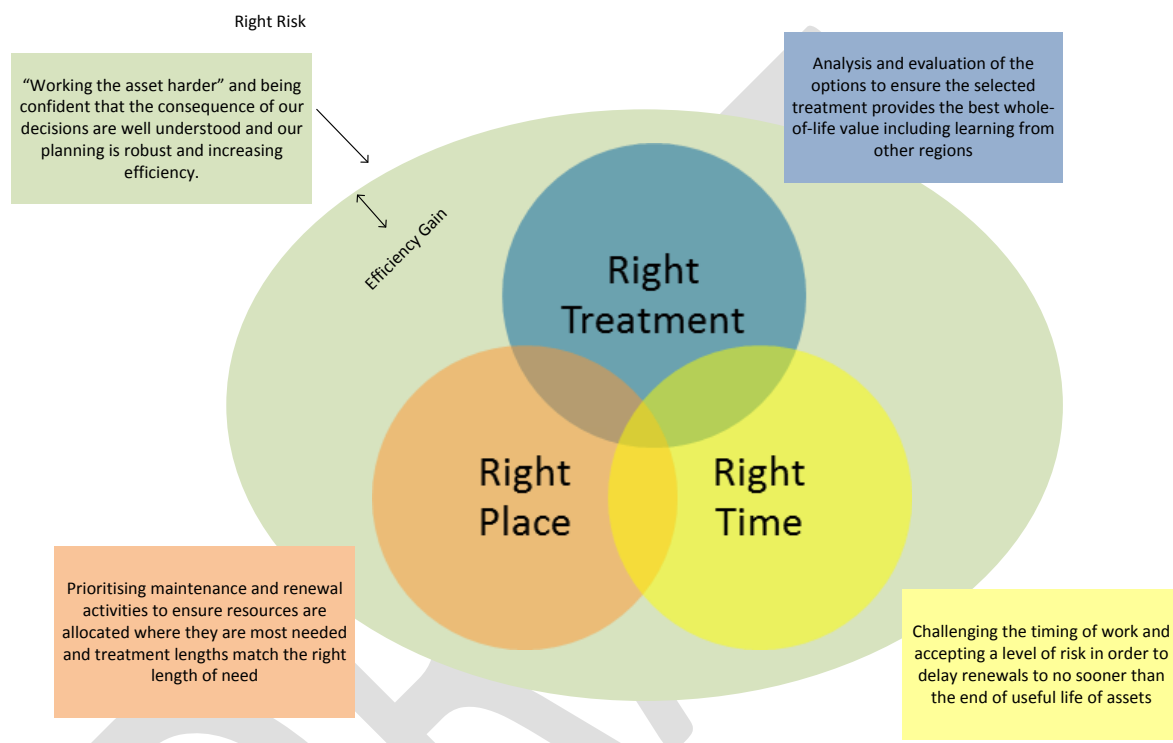 Right Risk
“Working the asset harder” and being
confident that the consequence of our
decisions are well understood and our
planning is robust and increasing
efficiency.
Analysis and evaluation of the
options to ensure the selected
treatment provides the best whole-
of-life value including learning from
other regions
Efficiency Gain
Right
Treatment
Right
Place
Right
Time
Prioritising maintenance and renewal
activities to ensure resources are
allocated where they are most needed
and treatment lengths match the right
length of need
Challenging the timing of work and
accepting a level of risk in order to
delay renewals to no sooner than
the end of useful life of assets